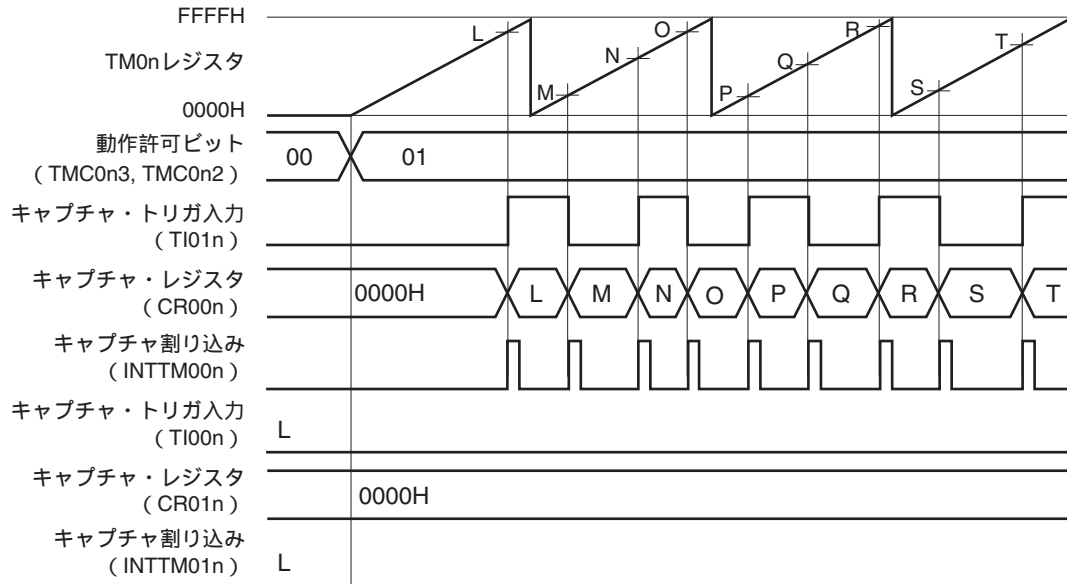 FFFFH
TM0nレジスタ
0000H
L M N O P Q R S T
動作許可ビット
（TMC0n3, TMC0n2）
00 01
キャプチャ・トリガ入力
（TI01n）
キャプチャ・レジスタ
（CR00n）
0000H L M N O P Q R S T
キャプチャ割り込み
（INTTM00n）
キャプチャ・トリガ入力
（TI00n）
L
キャプチャ・レジスタ
（CR01n）
0000H
キャプチャ割り込み
（INTTM01n）
L